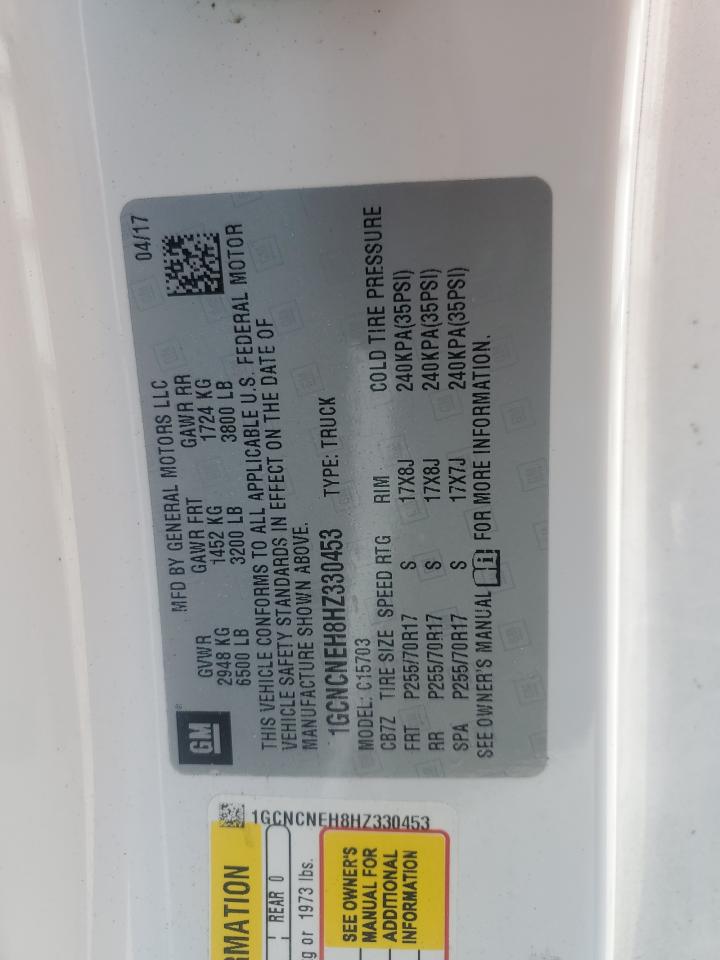 04/17
MFD BY GENERAL MOTORS LLC
GM ®
GVWR GAWR FRT GAWR RR
2948 KG 1452 KG 1724 KG
6500 LB 3200 LB 3800 LB
THIS VEHICLE CONFORMS TO ALL APPLICABLE U.S. FEDERAL MOTOR
VEHICLE SAFETY STANDARDS IN EFFECT ON THE DATE OF
MANUFACTURE SHOWN ABOVE.
1GCNCNEH8HZ330453 TYPE: TRUCK
MODEL: C15703
CB7Z TIRE SIZE SPEED RTG RIM COLD TIRE PRESSURE
FRT P255/70R17 S 17X8J 240KPA(35PSI)
RR P255/70R17 S 17X8J 240KPA(35PSI)
SPA P255/70R17 S 17X7J 240KPA(35PSI)
SEE OWNER'S MANUAL FOR MORE INFORMATION.
1GCNCNEH8HZ330453
RMATION
REAR 0
g or 1973 lbs.
SEE OWNER'S
MANUAL FOR
ADDITIONAL
INFORMATION